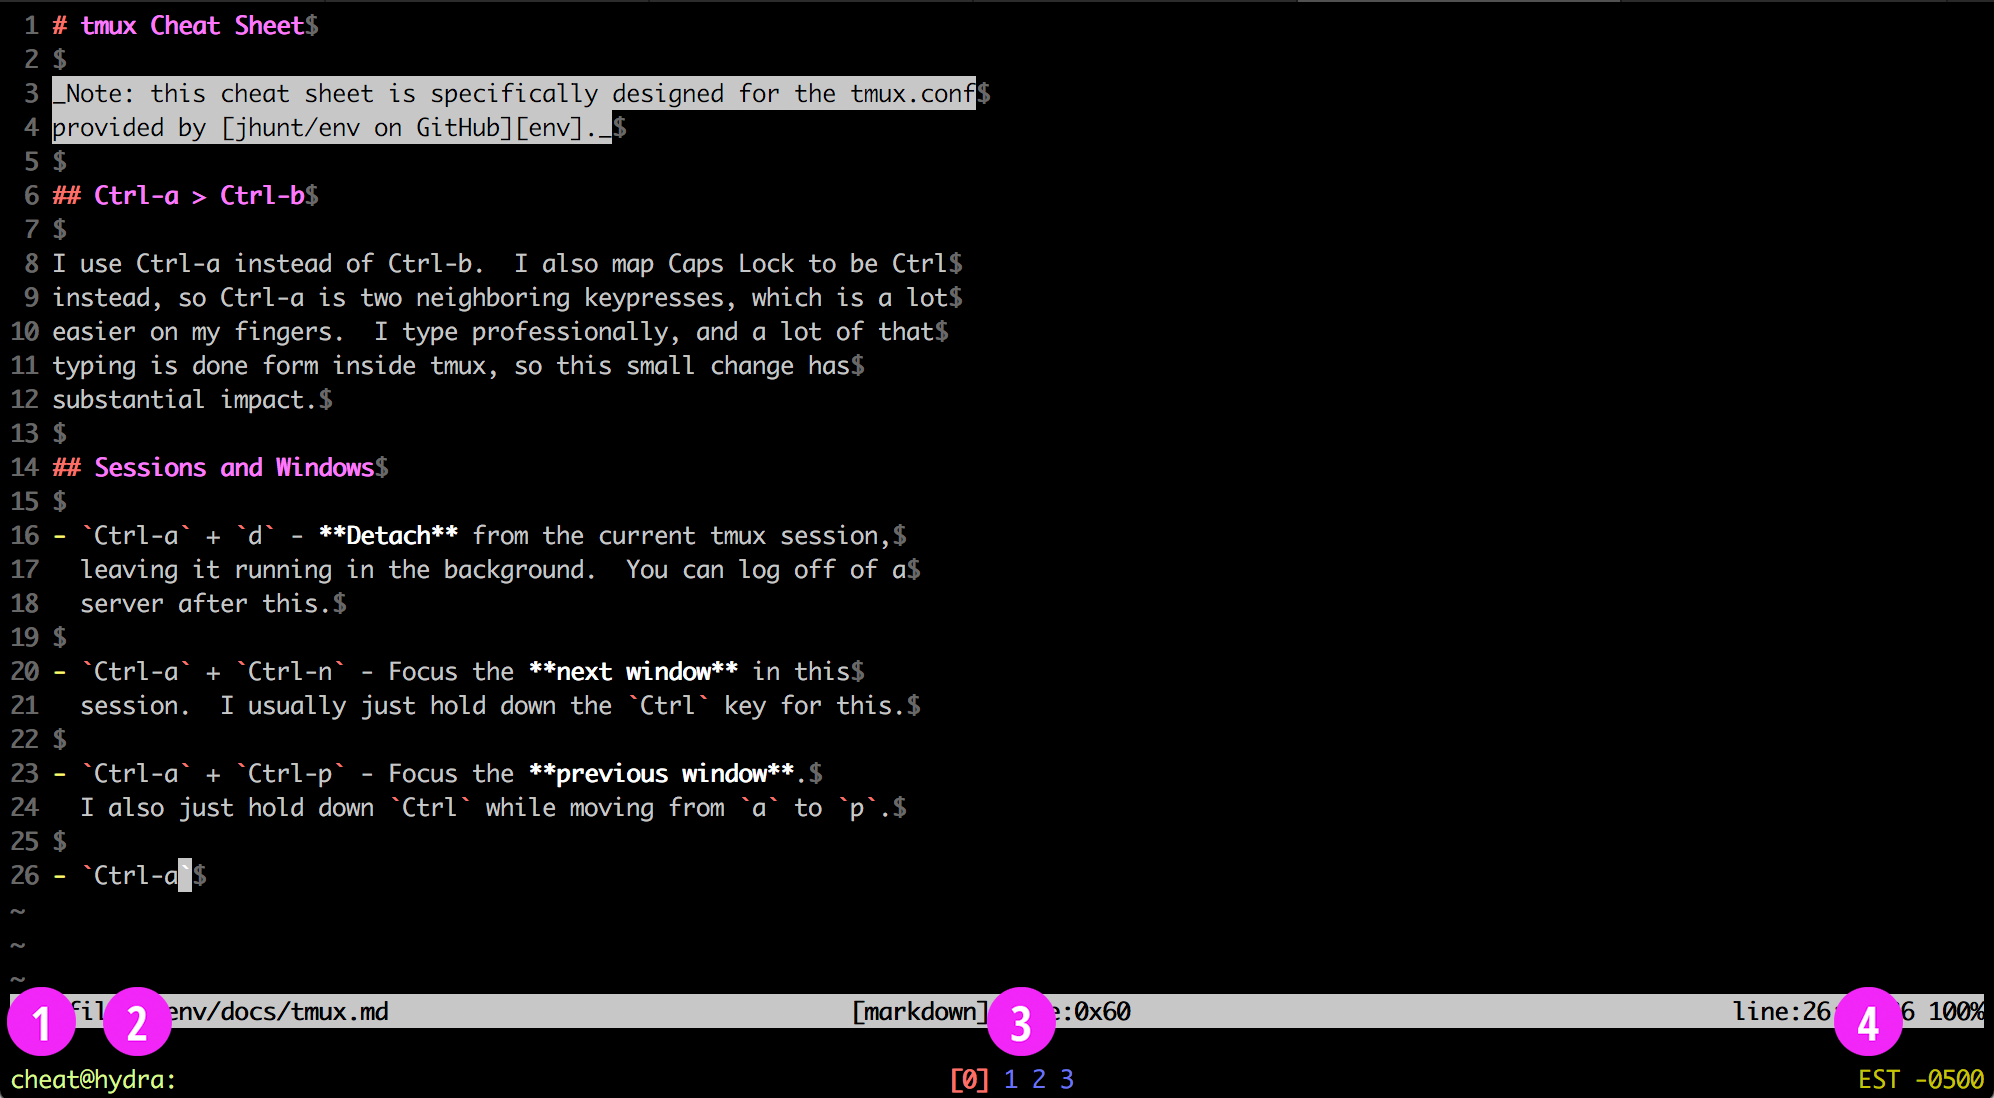 1 # tmux Cheat Sheet$
2 $
3 _Note: this cheat sheet is specifically designed for the tmux.conf$
4 provided by [jhunt/env on GitHub][env]._$
5 $
6 ## Ctrl-a > Ctrl-b$
7 $
8 I use Ctrl-a instead of Ctrl-b.  I also map Caps Lock to be Ctrl$
9 instead, so Ctrl-a is two neighboring keypresses, which is a lot$
10 easier on my fingers.  I type professionally, and a lot of that$
11 typing is done form inside tmux, so this small change has$
12 substantial impact.$
13 $
14 ## Sessions and Windows$
15 $
16 - `Ctrl-a` + `d` - **Detach** from the current tmux session,$
17   leaving it running in the background.  You can log off of a$
18   server after this.$
19 $
20 - `Ctrl-a` + `Ctrl-n` - Focus the **next window** in this$
21   session.  I usually just hold down the `Ctrl` key for this.$
22 $
23 - `Ctrl-a` + `Ctrl-p` - Focus the **previous window**.$
24   I also just hold down `Ctrl` while moving from `a` to `p`.$
25 $
26 - `Ctrl-a`$
~
~
~
1 fil 2 env/docs/tmux.md [markdown] 3 e:0x60 line:26 4 6 100%
cheat@hydra: [0] 1 2 3 EST -0500